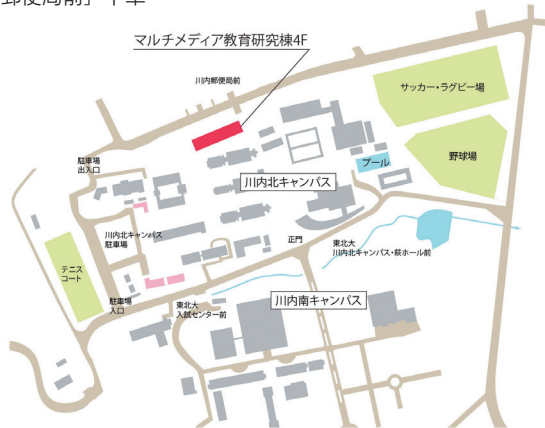 郵便局前」下車
マルチメディア教育研究棟4F
川内郵便局前
サッカー・ラグビー場
駐車場
出入口
プール
野球場
川内北キャンパス
川内北キャンパス
駐車場
正門
東北大
川内北キャンパス・萩ホール前
テニス
コート
駐車場
入口
東北大
入試センター前
川内南キャンパス